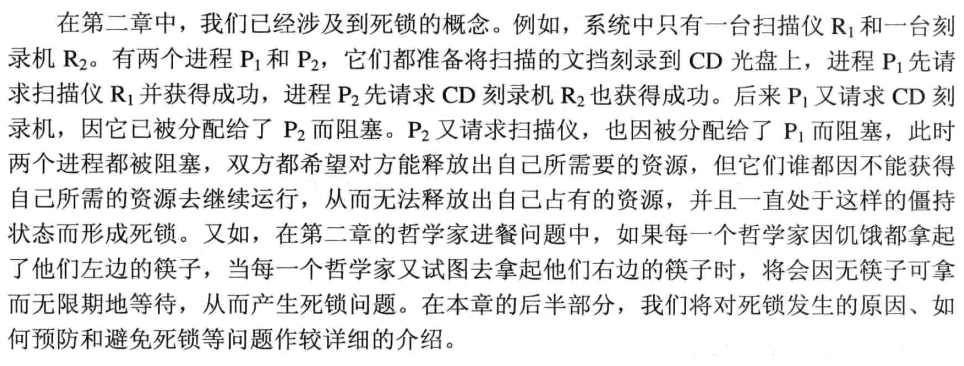 在第二章中，我们已经涉及到死锁的概念。例如，系统中只有一台扫描仪 R₁ 和一台刻
录机 R₂。有两个进程 P₁ 和 P₂，它们都准备将扫描的文挡刻录到 CD 光盘上，进程 P₁ 先请
求扫描仪 R₁ 并获得成功，进程 P₂ 先请求 CD 刻录机 R₂ 也获得成功。后来 P₁ 又请求 CD 刻
录机，因它已被分配给了 P₂ 而阻塞。P₂ 又请求扫描仪，也因被分配给了 P₁ 而阻塞，此时
两个进程都被阻塞，双方都希望对方能释放出自己所需要的资源，但它们谁都因不能获得
自己所需的资源去继续运行，从而无法释放出自己占有的资源，并且一直处于这样的僵持
状态而形成死锁。又如，在第二章的哲学家进餐问题中，如果每一个哲学家因饥饿都拿起
了他们左边的筷子，当每一个哲学家又试图去拿起他们右边的筷子时，将会因无筷子可拿
而无限期地等待，从而产生死锁问题。在本章的后半部分，我们将对死锁发生的原因、如
何预防和避免死锁等问题作较详细的介绍。